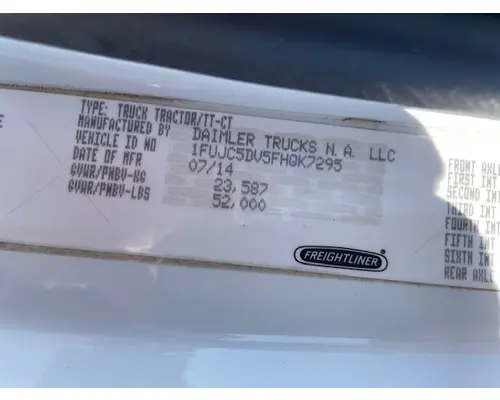 TYPE: TRUCK TRACTOR/TT-CT
MANUFACTURED BY DAIMLER TRUCKS N.A. LLC
VEHICLE ID NO 1FUJC5DV5FHGK7295
DATE OF MFR 07/14
GVWR/PNBV-KG 23,587
GVWR/PNBV-LBS 52,000
FREIGHTLINER
FRONT AXLE
FIRST INT
SECOND INT
THIRD INT
FOURTH INT
FIFTH INT
SIXTH INT
REAR AXLE